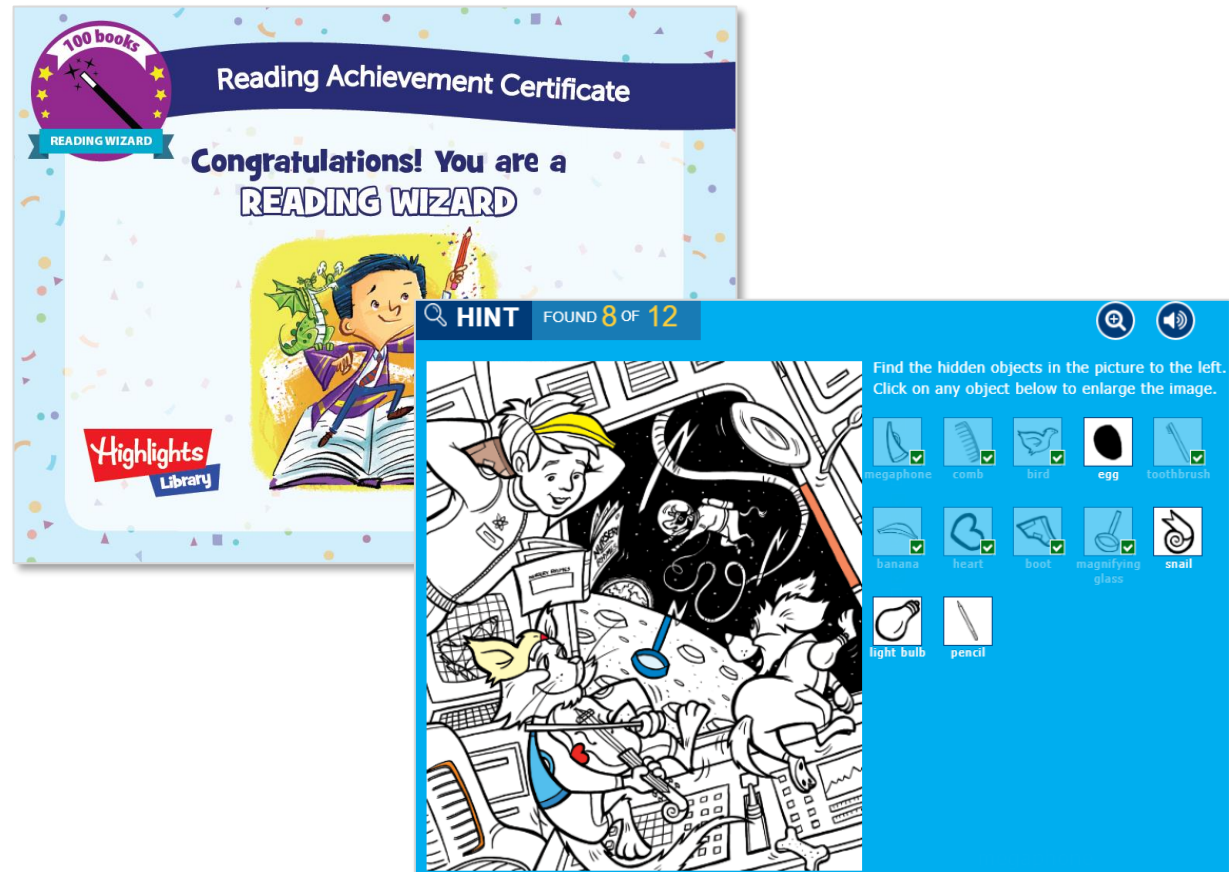 100 books
READING WIZARD
Reading Achievement Certificate
Congratulations! You are a
READING WIZARD
Highlights
Library
HINT
FOUND 8 OF 12
Find the hidden objects in the picture to the left.
Click on any object below to enlarge the image.
megaphone
comb
bird
egg
toothbrush
banana
heart
boot
magnifying
glass
snail
light bulb
pencil
NURSERY RHYMES